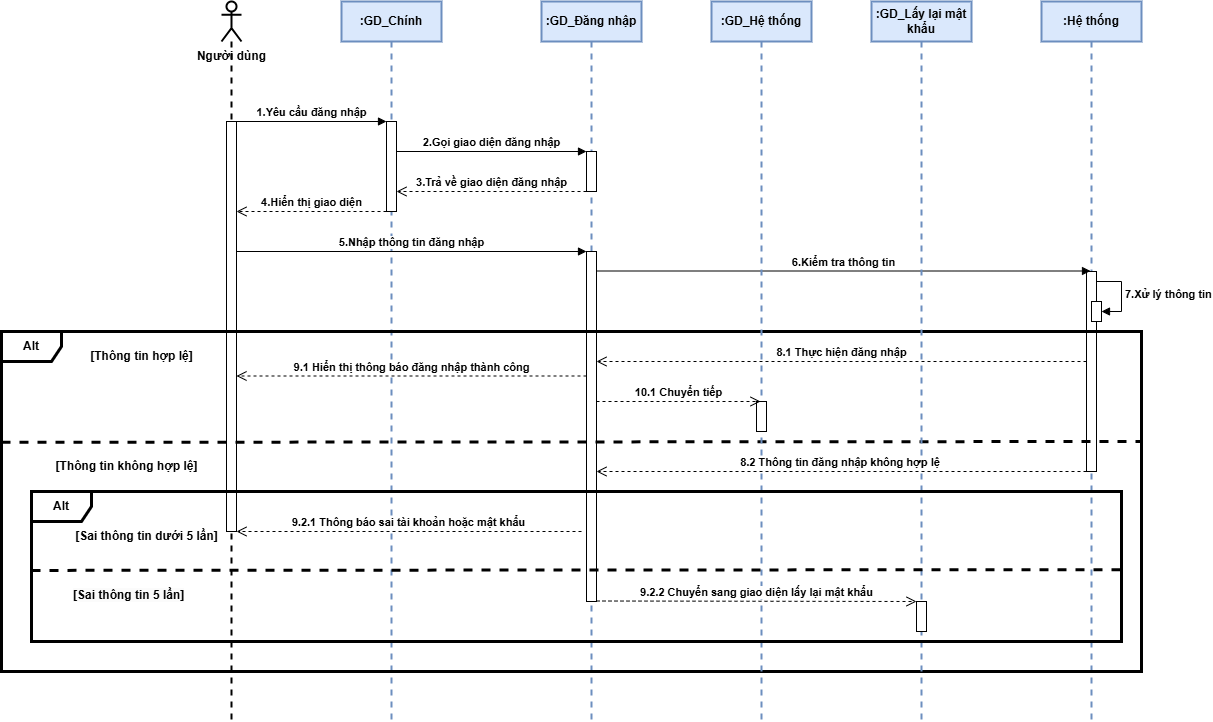 :GD_Chính
:GD_Đăng nhập
:GD_Hệ thống
:GD_Lấy lại mật
khẩu
:Hệ thống
Người dùng
1.Yêu cầu đăng nhập
2.Gọi giao diện đăng nhập
3.Trả về giao diện đăng nhập
4.Hiển thị giao diện
5.Nhập thông tin đăng nhập
6.Kiểm tra thông tin
7.Xử lý thông tin
Alt
[Thông tin hợp lệ]
8.1 Thực hiện đăng nhập
9.1 Hiển thị thông báo đăng nhập thành công
10.1 Chuyển tiếp
[Thông tin không hợp lệ]
8.2 Thông tin đăng nhập không hợp lệ
Alt
9.2.1 Thông báo sai tài khoản hoặc mật khẩu
[Sai thông tin dưới 5 lần]
[Sai thông tin 5 lần]
9.2.2 Chuyển sang giao diện lấy lại mật khẩu